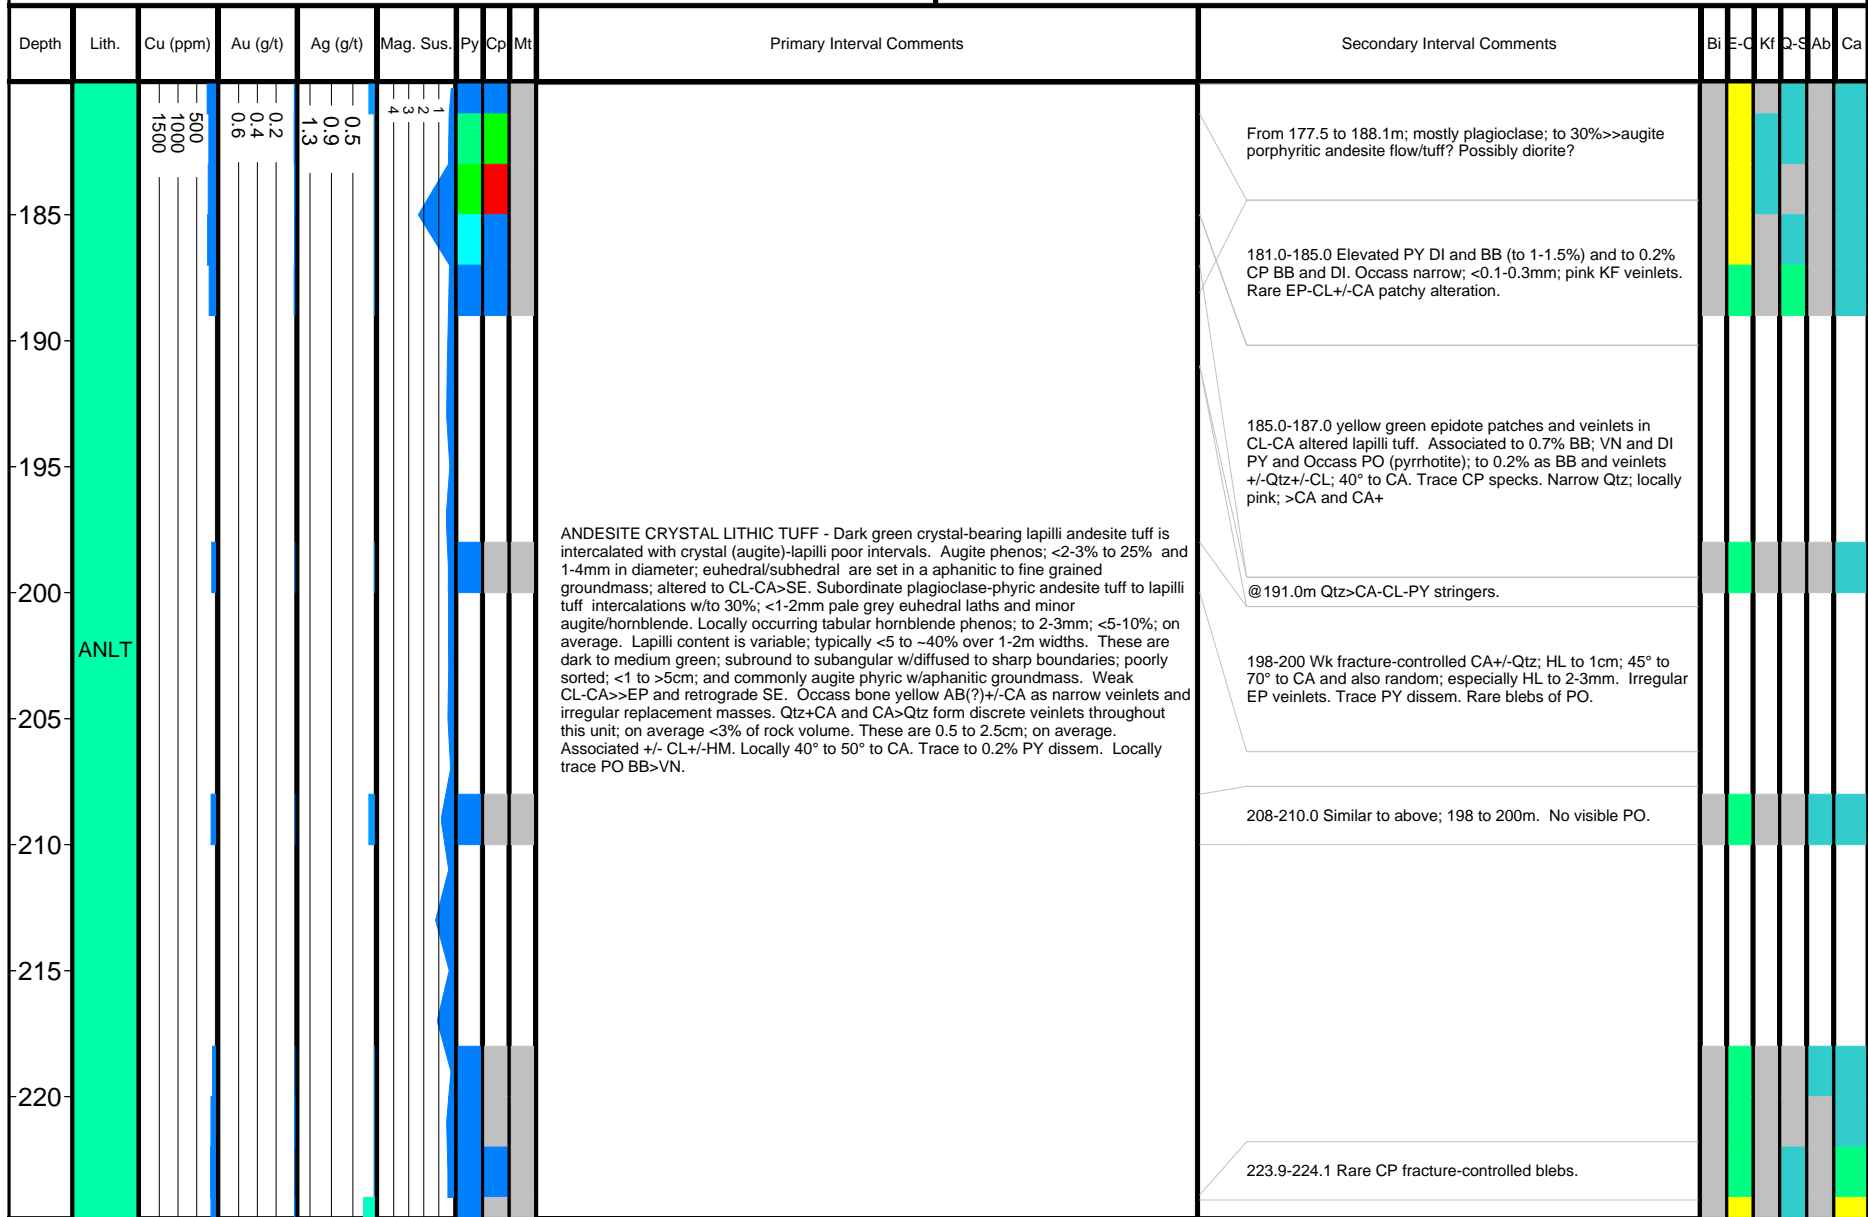 Depth Lith. Cu (ppm) Au (g/t) Ag (g/t) Mag. Sus. Py Cp Mt Primary Interval Comments Secondary Interval Comments Bi E-C Kf Q-S Ab Ca
500
1000
1500
0.2
0.4
0.6
0.5
0.9
1.3
1
2
3
4
185
190
195
200
205
210
215
220
ANLT
ANDESITE CRYSTAL LITHIC TUFF - Dark green crystal-bearing lapilli andesite tuff is
intercalated with crystal (augite)-lapilli poor intervals. Augite phenos; <2-3% to 25% and
1-4mm in diameter; euhedral/subhedral are set in a aphanitic to fine grained
groundmass; altered to CL-CA>SE. Subordinate plagioclase-phyric andesite tuff to lapilli
tuff intercalations w/to 30%; <1-2mm pale grey euhedral laths and minor
augite/hornblende. Locally occurring tabular hornblende phenos; to 2-3mm; <5-10%; on
average. Lapilli content is variable; typically <5 to ~40% over 1-2m widths. These are
dark to medium green; subround to subangular w/diffused to sharp boundaries; poorly
sorted; <1 to >5cm; and commonly augite phyric w/aphanitic groundmass. Weak
CL-CA>>EP and retrograde SE. Occass bone yellow AB(?)+/-CA as narrow veinlets and
irregular replacement masses. Qtz+CA and CA>Qtz form discrete veinlets throughout
this unit; on average <3% of rock volume. These are 0.5 to 2.5cm; on average.
Associated +/- CL+/-HM. Locally 40° to 50° to CA. Trace to 0.2% PY dissem. Locally
trace PO BB>VN.
From 177.5 to 188.1m; mostly plagioclase; to 30%>>augite
porphyritic andesite flow/tuff? Possibly diorite?
181.0-185.0 Elevated PY DI and BB (to 1-1.5%) and to 0.2%
CP BB and DI. Occass narrow; <0.1-0.3mm; pink KF veinlets.
Rare EP-CL+/-CA patchy alteration.
185.0-187.0 yellow green epidote patches and veinlets in
CL-CA altered lapilli tuff. Associated to 0.7% BB; VN and DI
PY and Occass PO (pyrrhotite); to 0.2% as BB and veinlets
+/-Qtz+/-CL; 40° to CA. Trace CP specks. Narrow Qtz; locally
pink; >CA and CA+
@191.0m Qtz>CA-CL-PY stringers.
198-200 Wk fracture-controlled CA+/-Qtz; HL to 1cm; 45° to
70° to CA and also random; especially HL to 2-3mm. Irregular
EP veinlets. Trace PY dissem. Rare blebs of PO.
208-210.0 Similar to above; 198 to 200m. No visible PO.
223.9-224.1 Rare CP fracture-controlled blebs.